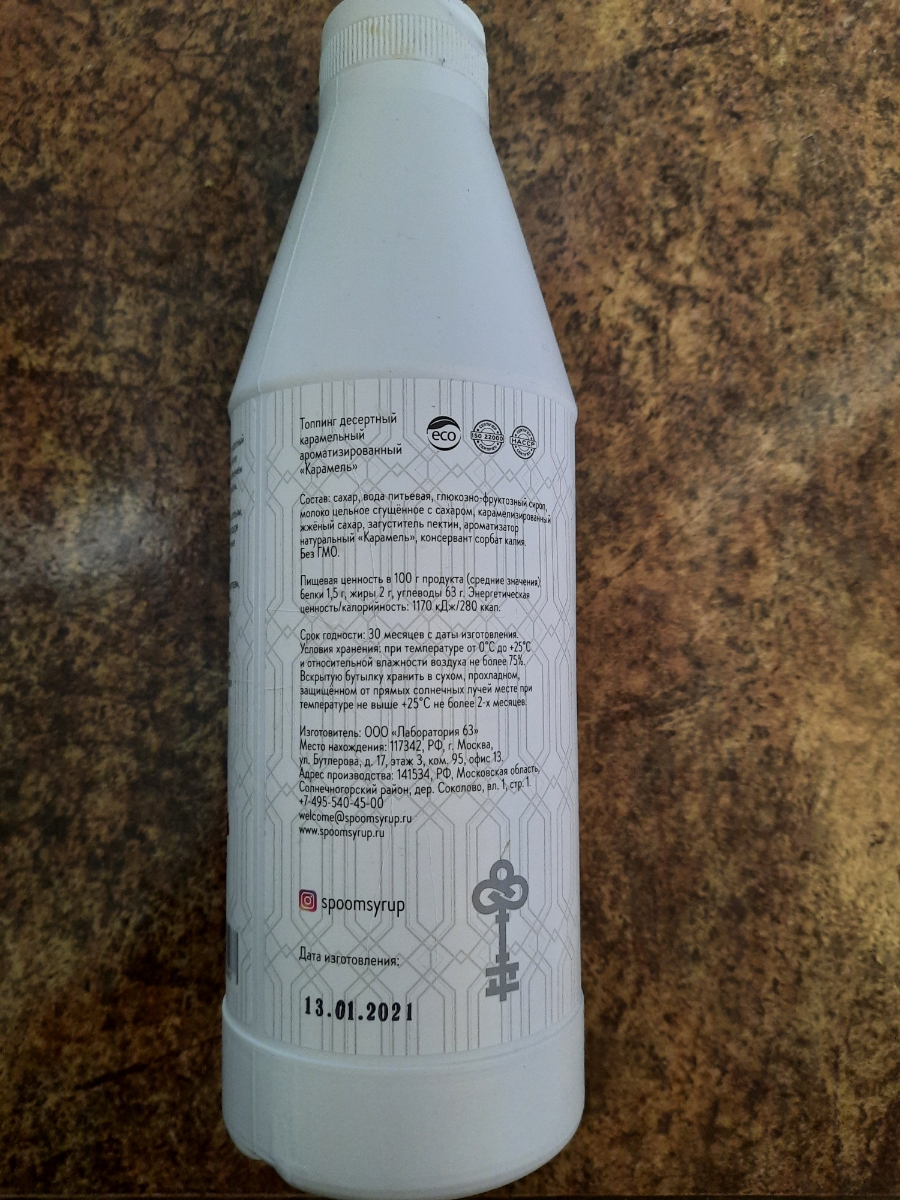 Топпинг десертный
карамельный
ароматизированный
«Карамель»
eco
ISO 22000
HACCP
Состав: сахар, вода питьевая, глюкозно-фруктозный сироп,
молоко цельное сгущённое с сахаром, карамелизированный
жжёный сахар, загуститель пектин, ароматизатор
натуральный «Карамель», консервант сорбат калия.
Без ГМО.
Пищевая ценность в 100 г продукта (средние значения):
белки 1,5 г, жиры 2 г, углеводы 63 г. Энергетическая
ценность/калорийность: 1170 кДж/280 ккал.
Срок годности: 30 месяцев с даты изготовления.
Условия хранения: при температуре от 0°С до +25°С
и относительной влажности воздуха не более 75%.
Вскрытую бутылку хранить в сухом, прохладном,
защищенном от прямых солнечных лучей месте при
температуре не выше +25°С не более 2-х месяцев.
Изготовитель: ООО «Лаборатория 63»
Место нахождения: 117342, РФ, г. Москва,
ул. Бутлерова, д. 17, этаж 3, ком. 95, офис 13.
Адрес производства: 141534, РФ, Московская область,
Солнечногорский район, дер. Соколово, вл. 1, стр. 1.
+7-495-540-45-00
welcome@spoomsyrup.ru
www.spoomsyrup.ru
spoomsyrup
Дата изготовления:
13.01.2021